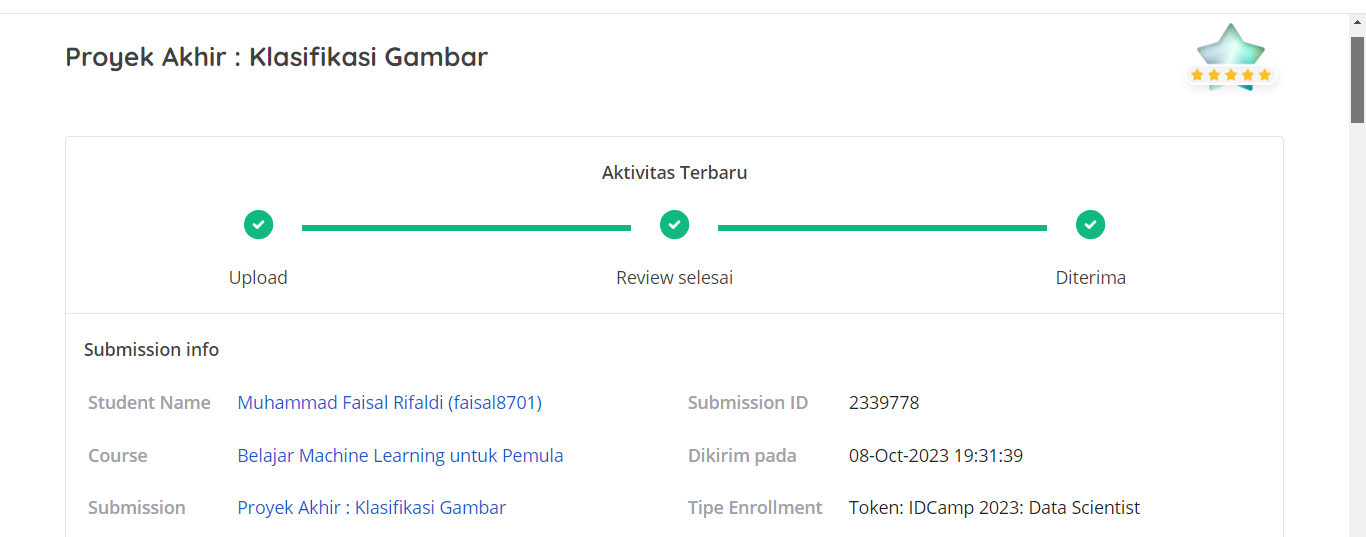 Proyek Akhir : Klasifikasi Gambar
Aktivitas Terbaru
Upload
Review selesai
Diterima
Submission info
Student Name Muhammad Faisal Rifaldi (faisal8701) Submission ID 2339778
Course Belajar Machine Learning untuk Pemula Dikirim pada 08-Oct-2023 19:31:39
Submission Proyek Akhir : Klasifikasi Gambar Tipe Enrollment Token: IDCamp 2023: Data Scientist